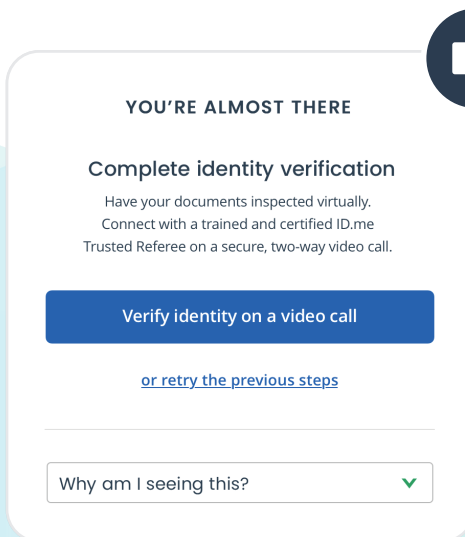 YOU’RE ALMOST THERE
Complete identity verification
Have your documents inspected virtually.
Connect with a trained and certified ID.me
Trusted Referee on a secure, two-way video call.
Verify identity on a video call
or retry the previous steps
Why am I seeing this?